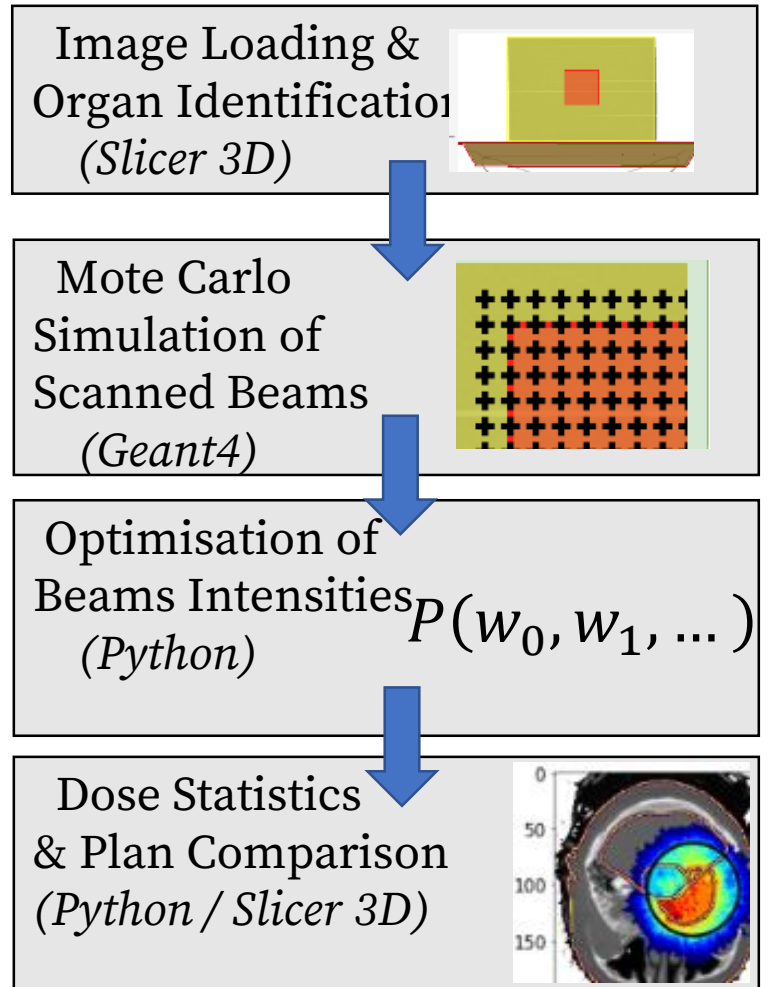 Image Loading &
Organ Identification
(Slicer 3D)
Mote Carlo
Simulation of
Scanned Beams
(Geant4)
Optimisation of
Beams Intensities
(Python)
P(w₀, w₁, … )
Dose Statistics
& Plan Comparison
(Python / Slicer 3D)
0
50
100
150